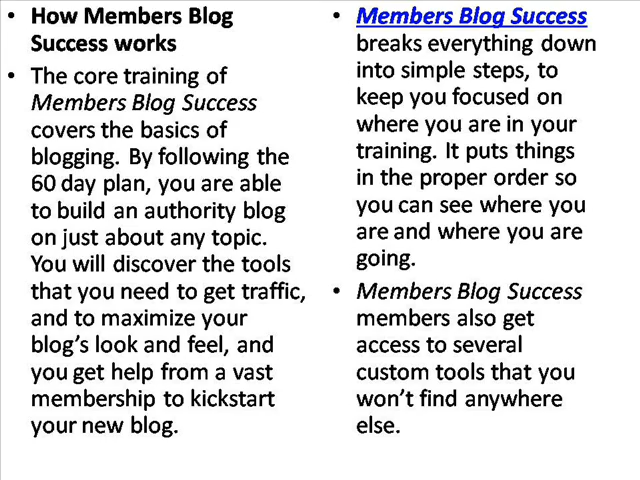 • How Members Blog
Success works
• The core training of
Members Blog Success
covers the basics of
blogging. By following the
60 day plan, you are able
to build an authority blog
on just about any topic.
You will discover the tools
that you need to get traffic,
and to maximize your
blog’s look and feel, and
you get help from a vast
membership to kickstart
your new blog.
• Members Blog Success
breaks everything down
into simple steps, to
keep you focused on
where you are in your
training. It puts things
in the proper order so
you can see where you
are and where you are
going.
• Members Blog Success
members also get
access to several
custom tools that you
won’t find anywhere
else.